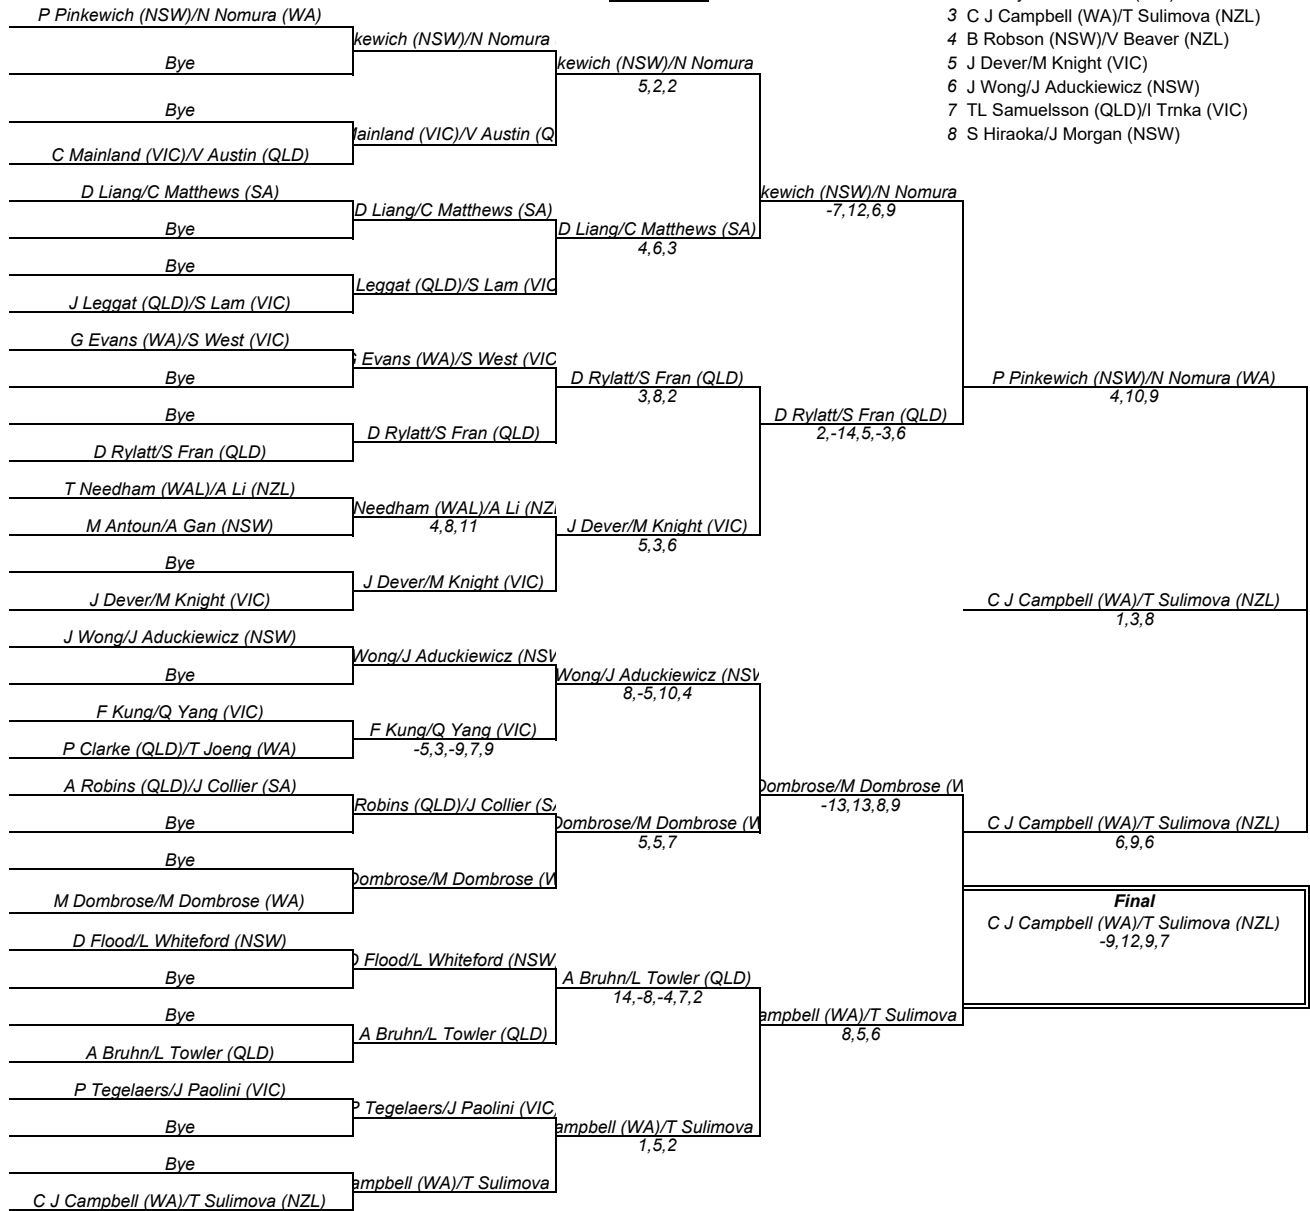 3 C J Campbell (WA)/T Sulimova (NZL)
4 B Robson (NSW)/V Beaver (NZL)
5 J Dever/M Knight (VIC)
6 J Wong/J Aduckiewicz (NSW)
7 TL Samuelsson (QLD)/I Trnka (VIC)
8 S Hiraoka/J Morgan (NSW)
P Pinkewich (NSW)/N Nomura (WA)
Bye
Bye
C Mainland (VIC)/V Austin (QLD)
D Liang/C Matthews (SA)
Bye
Bye
J Leggat (QLD)/S Lam (VIC)
G Evans (WA)/S West (VIC)
Bye
Bye
D Rylatt/S Fran (QLD)
T Needham (WAL)/A Li (NZL)
M Antoun/A Gan (NSW)
Bye
J Dever/M Knight (VIC)
J Wong/J Aduckiewicz (NSW)
Bye
F Kung/Q Yang (VIC)
P Clarke (QLD)/T Joeng (WA)
A Robins (QLD)/J Collier (SA)
Bye
Bye
M Dombrose/M Dombrose (WA)
D Flood/L Whiteford (NSW)
Bye
Bye
A Bruhn/L Towler (QLD)
P Tegelaers/J Paolini (VIC)
Bye
Bye
C J Campbell (WA)/T Sulimova (NZL)
kewich (NSW)/N Nomura
Mainland (VIC)/V Austin (Q
D Liang/C Matthews (SA)
Leggat (QLD)/S Lam (VIC
Evans (WA)/S West (VIC
D Rylatt/S Fran (QLD)
Needham (WAL)/A Li (NZL
4,8,11
J Dever/M Knight (VIC)
Wong/J Aduckiewicz (NSW
F Kung/Q Yang (VIC)
-5,3,-9,7,9
Robins (QLD)/J Collier (SA
Dombrose/M Dombrose (W
D Flood/L Whiteford (NSW
A Bruhn/L Towler (QLD)
P Tegelaers/J Paolini (VIC
ampbell (WA)/T Sulimova
kewich (NSW)/N Nomura
5,2,2
D Liang/C Matthews (SA)
4,6,3
D Rylatt/S Fran (QLD)
3,8,2
J Dever/M Knight (VIC)
5,3,6
Wong/J Aduckiewicz (NSW
8,-5,10,4
Dombrose/M Dombrose (W
5,5,7
A Bruhn/L Towler (QLD)
14,-8,-4,7,2
ampbell (WA)/T Sulimova
1,5,2
kewich (NSW)/N Nomura
-7,12,6,9
D Rylatt/S Fran (QLD)
2,-14,5,-3,6
Dombrose/M Dombrose (W
-13,13,8,9
ampbell (WA)/T Sulimova
8,5,6
P Pinkewich (NSW)/N Nomura (WA)
4,10,9
C J Campbell (WA)/T Sulimova (NZL)
1,3,8
C J Campbell (WA)/T Sulimova (NZL)
6,9,6
Final
C J Campbell (WA)/T Sulimova (NZL)
-9,12,9,7